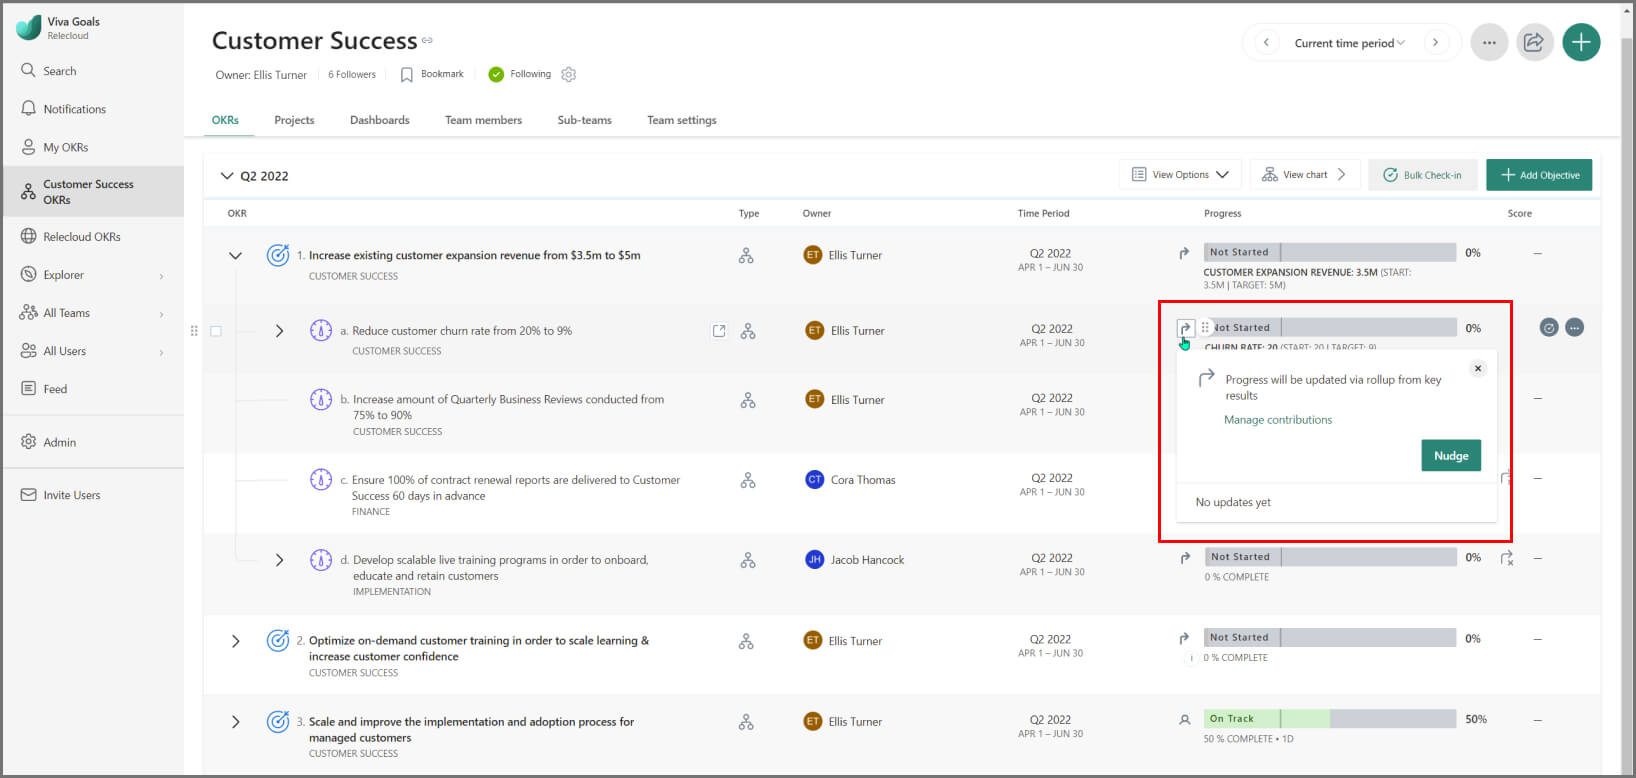 Viva Goals
Relecloud
Search
Notifications
My OKRs
Customer Success
OKRs
Relecloud OKRs
Explorer
All Teams
All Users
Feed
Admin
Invite Users
Customer Success
Current time period
Owner: Ellis Turner
6 Followers
Bookmark
Following
OKRs
Projects
Dashboards
Team members
Sub-teams
Team settings
Q2 2022
View Options
View chart
Bulk Check-in
Add Objective
OKR
Type
Owner
Time Period
Progress
Score
1. Increase existing customer expansion revenue from $3.5m to $5m
CUSTOMER SUCCESS
ET Ellis Turner
Q2 2022
APR 1 – JUN 30
Not Started
0%
CUSTOMER EXPANSION REVENUE: 3.5M (START:
3.5M | TARGET: 5M)
a. Reduce customer churn rate from 20% to 9%
CUSTOMER SUCCESS
ET Ellis Turner
Q2 2022
APR 1 – JUN 30
Not Started
0%
CHURN RATE: 20 (START: 20 | TARGET: 9)
Progress will be updated via rollup from key
results
Manage contributions
Nudge
No updates yet
b. Increase amount of Quarterly Business Reviews conducted from
75% to 90%
CUSTOMER SUCCESS
ET Ellis Turner
Q2 2022
APR 1 – JUN 30
c. Ensure 100% of contract renewal reports are delivered to Customer
Success 60 days in advance
FINANCE
CT Cora Thomas
Q2 2022
APR 1 – JUN 30
d. Develop scalable live training programs in order to onboard,
educate and retain customers
IMPLEMENTATION
JH Jacob Hancock
Q2 2022
APR 1 – JUN 30
Not Started
0%
0 % COMPLETE
2. Optimize on-demand customer training in order to scale learning &
increase customer confidence
CUSTOMER SUCCESS
ET Ellis Turner
Q2 2022
APR 1 – JUN 30
Not Started
0%
0 % COMPLETE
3. Scale and improve the implementation and adoption process for
managed customers
CUSTOMER SUCCESS
ET Ellis Turner
Q2 2022
APR 1 – JUN 30
On Track
50%
50 % COMPLETE • 1D